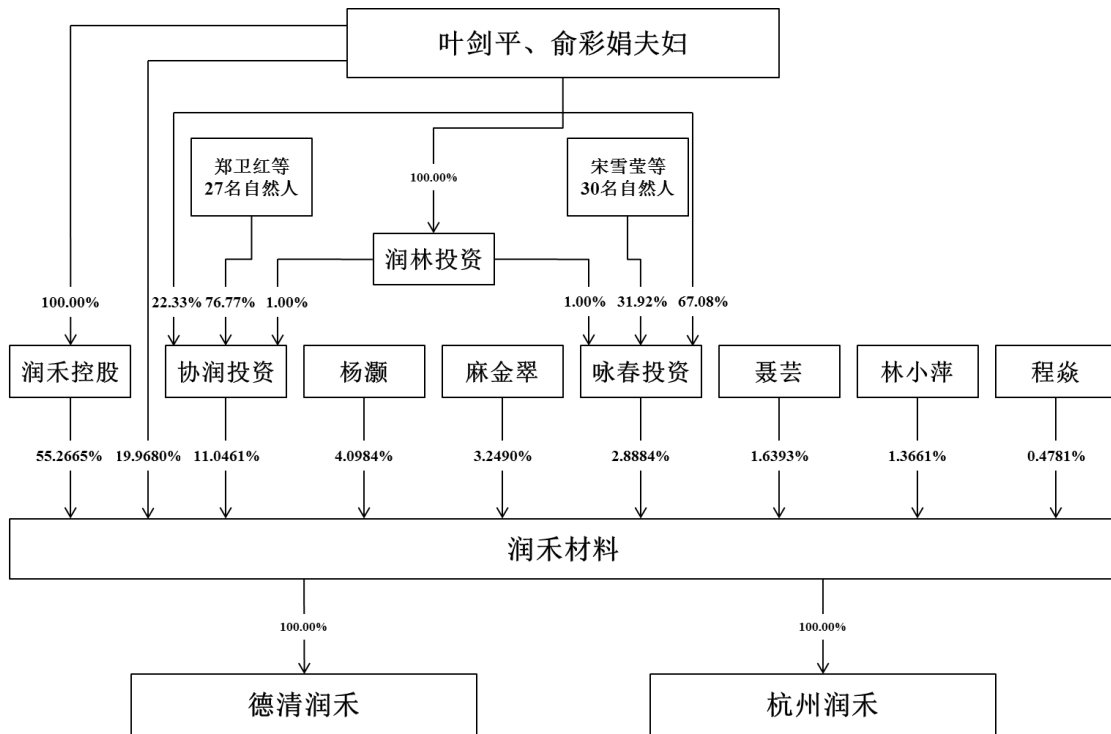 叶剑平、俞彩娟夫妇
郑卫红等
27名自然人
宋雪莹等
30名自然人
100.00%
润林投资
100.00%
22.33%
76.77%
1.00%
1.00%
31.92%
67.08%
润禾控股
协润投资
杨灏
麻金翠
咏春投资
聂芸
林小萍
程焱
55.2665%
19.9680%
11.0461%
4.0984%
3.2490%
2.8884%
1.6393%
1.3661%
0.4781%
润禾材料
100.00%
100.00%
德清润禾
杭州润禾